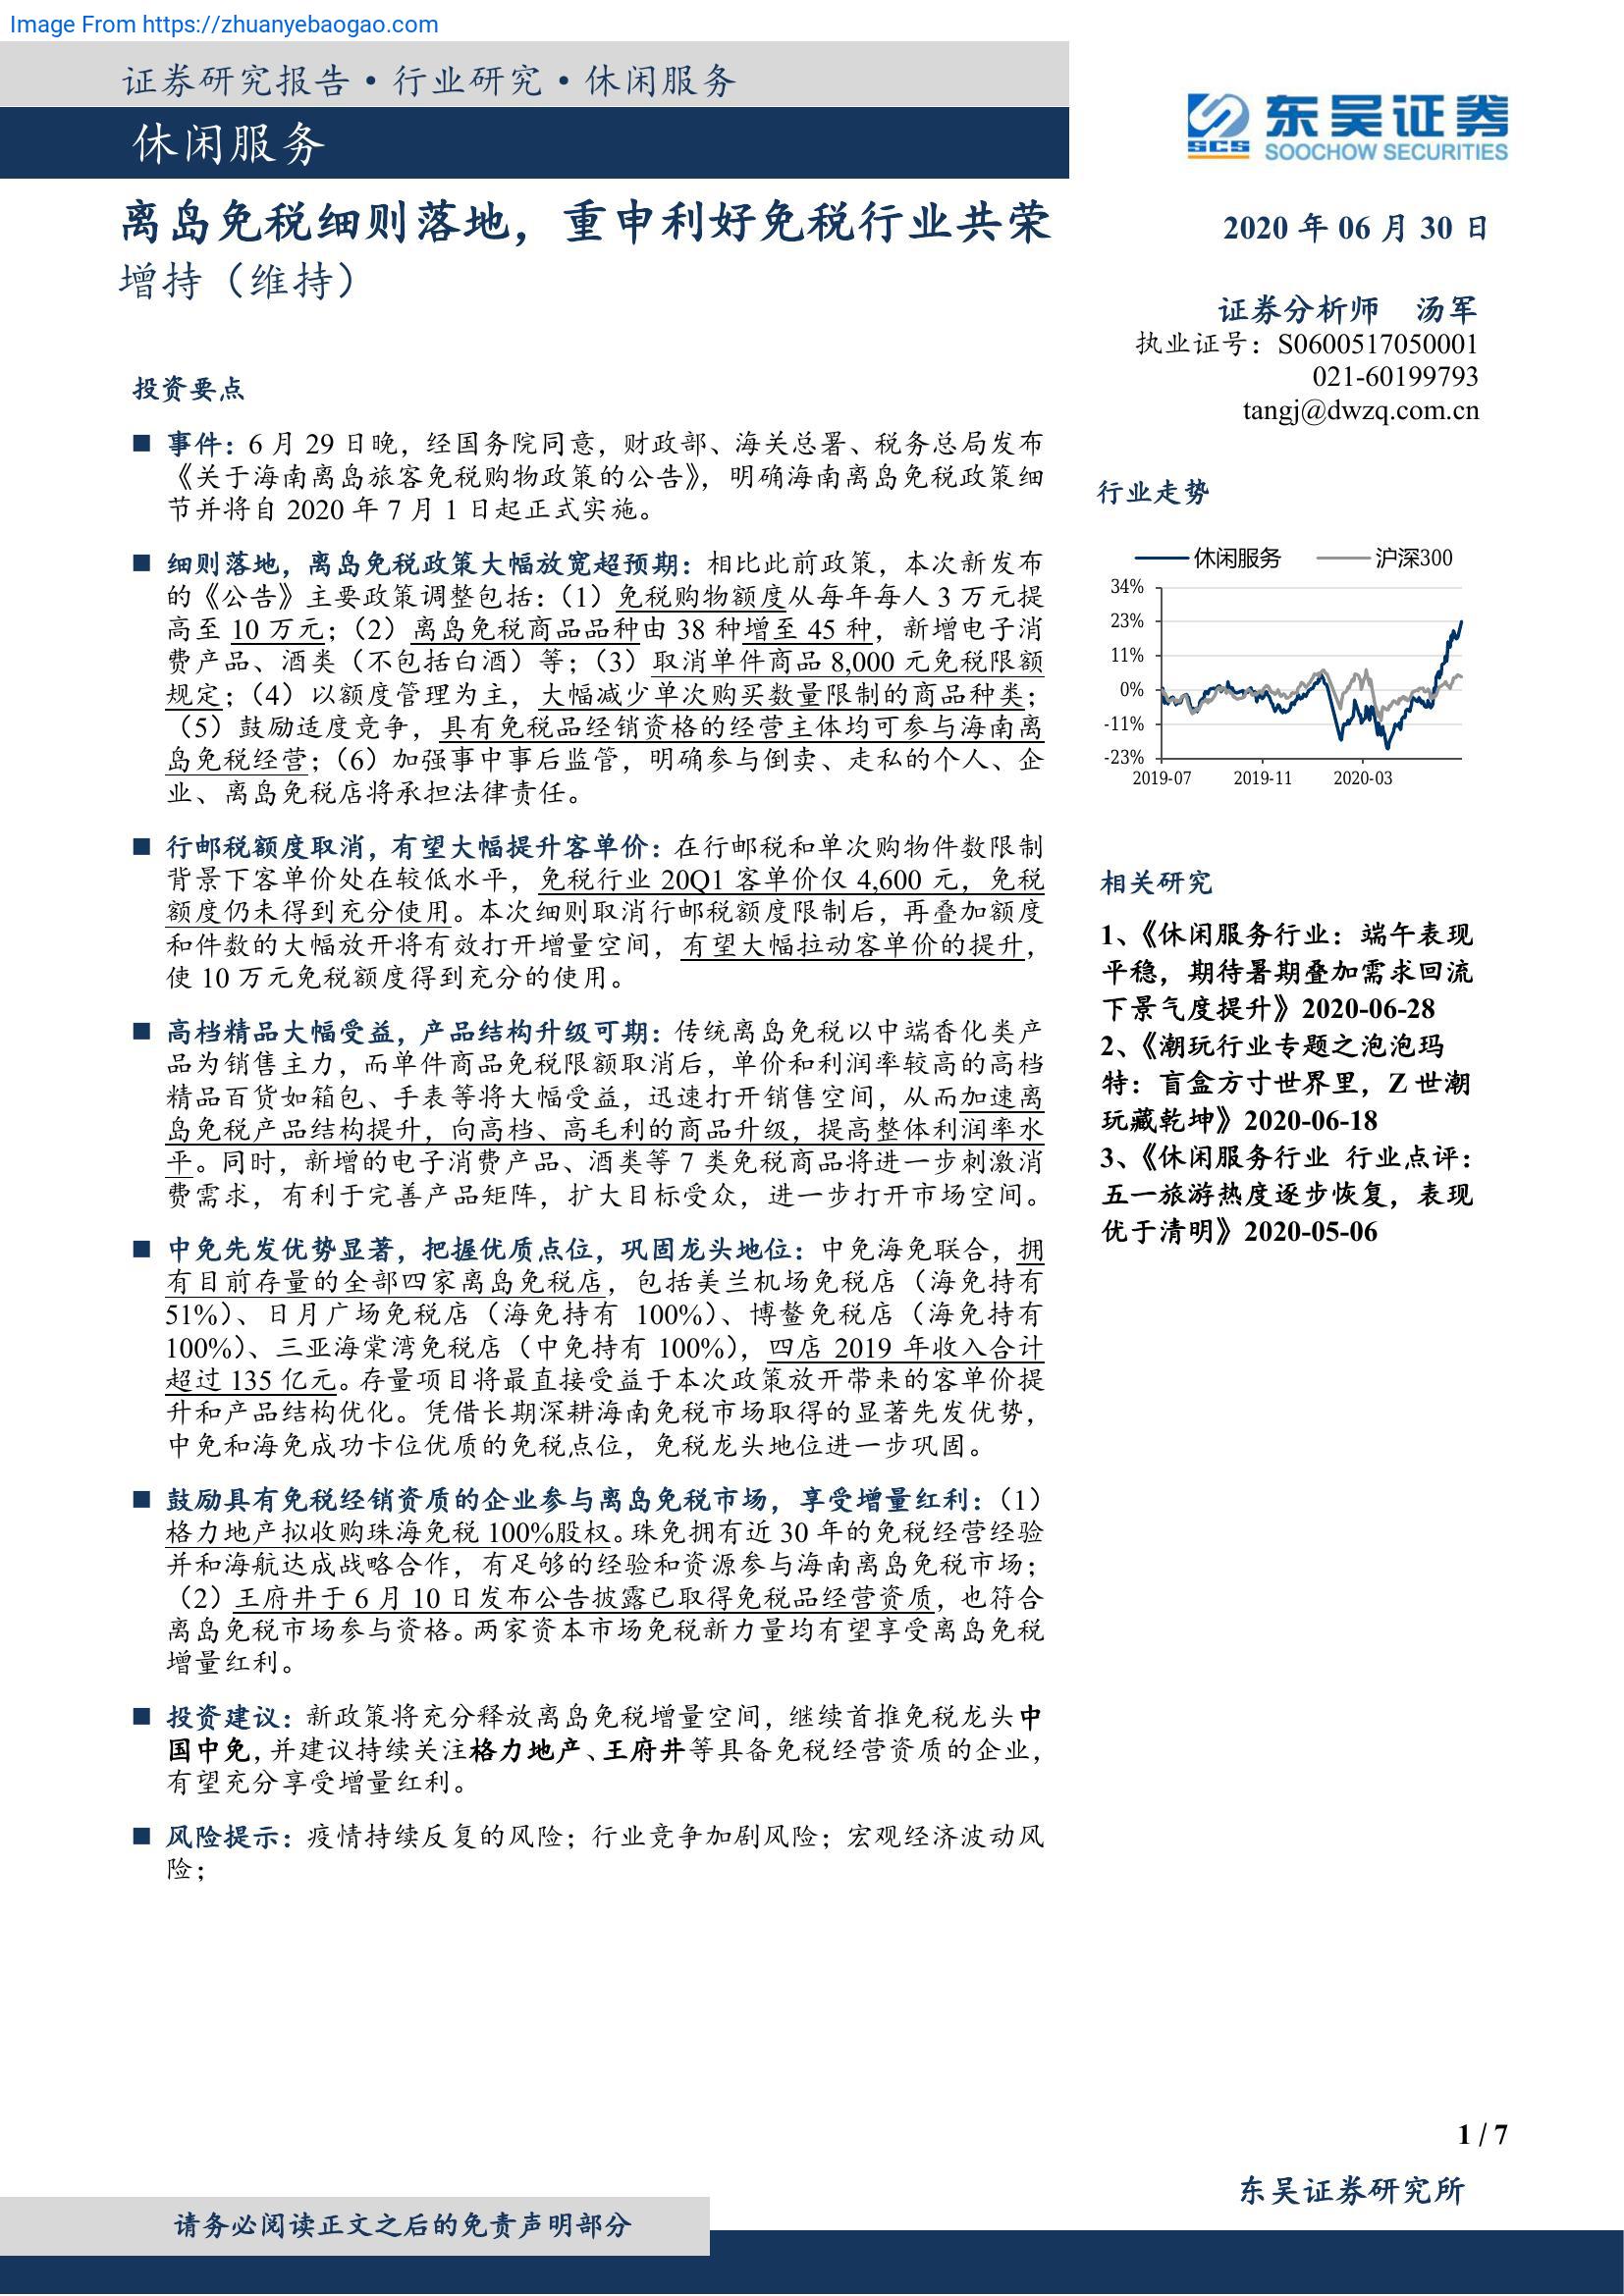 Image From https://zhuanyebaogao.com
证券研究报告·行业研究·休闲服务
休闲服务
东吴证券
SCS
SOOCHOW SECURITIES
离岛免税细则落地，重申利好免税行业共荣
增持（维持）
投资要点
■ 事件：6 月 29 日晚，经国务院同意，财政部、海关总署、税务总局发布
《关于海南离岛旅客免税购物政策的公告》，明确海南离岛免税政策细
节并将自 2020 年 7 月 1 日起正式实施。
■ 细则落地，离岛免税政策大幅放宽超预期：相比此前政策，本次新发布
的《公告》主要政策调整包括：（1）免税购物额度从每年每人 3 万元提
高至 10 万元；（2）离岛免税商品品种由 38 种增至 45 种，新增电子消
费产品、酒类（不包括白酒）等；（3）取消单件商品 8,000 元免税限额
规定；（4）以额度管理为主，大幅减少单次购买数量限制的商品种类；
（5）鼓励适度竞争，具有免税品经销资格的经营主体均可参与海南离
岛免税经营；（6）加强事中事后监管，明确参与倒卖、走私的个人、企
业、离岛免税店将承担法律责任。
■ 行邮税额度取消，有望大幅提升客单价：在行邮税和单次购物件数限制
背景下客单价处在较低水平，免税行业 20Q1 客单价仅 4,600 元，免税
额度仍未得到充分使用。本次细则取消行邮税额度限制后，再叠加额度
和件数的大幅放开将有效打开增量空间，有望大幅拉动客单价的提升，
使 10 万元免税额度得到充分的使用。
■ 高档精品大幅受益，产品结构升级可期：传统离岛免税以中端香化类产
品为销售主力，而单件商品免税限额取消后，单价和利润率较高的高档
精品百货如箱包、手表等将大幅受益，迅速打开销售空间，从而加速离
岛免税产品结构提升，向高档、高毛利的商品升级，提高整体利润率水
平。同时，新增的电子消费产品、酒类等 7 类免税商品将进一步刺激消
费需求，有利于完善产品矩阵，扩大目标受众，进一步打开市场空间。
■ 中免先发优势显著，把握优质点位，巩固龙头地位：中免海免联合，拥
有目前存量的全部四家离岛免税店，包括美兰机场免税店（海免持有
51%）、日月广场免税店（海免持有 100%）、博鳌免税店（海免持有
100%）、三亚海棠湾免税店（中免持有 100%），四店 2019 年收入合计
超过 135 亿元。存量项目将最直接受益于本次政策放开带来的客单价提
升和产品结构优化。凭借长期深耕海南免税市场取得的显著先发优势，
中免和海免成功卡位优质的免税点位，免税龙头地位进一步巩固。
■ 鼓励具有免税经销资质的企业参与离岛免税市场，享受增量红利：（1）
格力地产拟收购珠海免税 100%股权。珠免拥有近 30 年的免税经营经验
并和海航达成战略合作，有足够的经验和资源参与海南离岛免税市场；
（2）王府井于 6 月 10 日发布公告披露已取得免税品经营资质，也符合
离岛免税市场参与资格。两家资本市场免税新力量均有望享受离岛免税
增量红利。
■ 投资建议：新政策将充分释放离岛免税增量空间，继续首推免税龙头中
国中免，并建议持续关注格力地产、王府井等具备免税经营资质的企业，
有望充分享受增量红利。
■ 风险提示：疫情持续反复的风险；行业竞争加剧风险；宏观经济波动风
险；
2020 年 06 月 30 日
证券分析师 汤军
执业证号：S0600517050001
021-60199793
tangj@dwzq.com.cn
行业走势
休闲服务 沪深300
34%
23%
11%
0%
-11%
-23%
2019-07 2019-11 2020-03
相关研究
1、《休闲服务行业：端午表现
平稳，期待暑期叠加需求回流
下景气度提升》2020-06-28
2、《潮玩行业专题之泡泡玛
特：盲盒方寸世界里，Z 世潮
玩藏乾坤》2020-06-18
3、《休闲服务行业 行业点评：
五一旅游热度逐步恢复，表现
优于清明》2020-05-06
1 / 7
东吴证券研究所
请务必阅读正文之后的免责声明部分